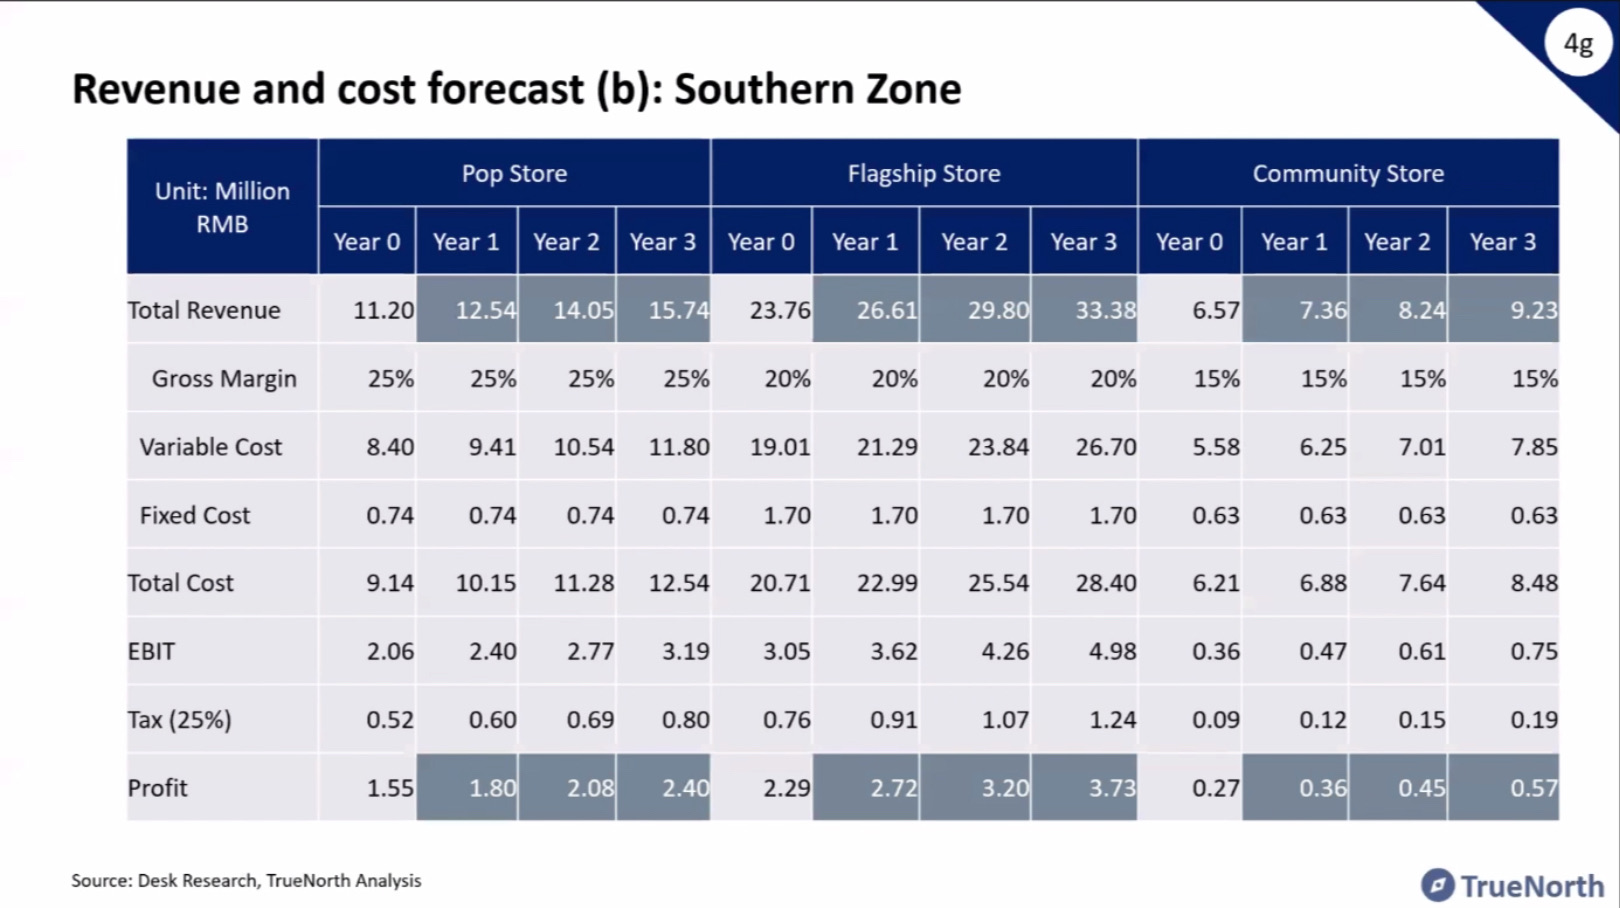 4g
Revenue and cost forecast (b): Southern Zone
Unit: Million RMB Pop Store Flagship Store Community Store
Year 0 Year 1 Year 2 Year 3 Year 0 Year 1 Year 2 Year 3 Year 0 Year 1 Year 2 Year 3
Total Revenue 11.20 12.54 14.05 15.74 23.76 26.61 29.80 33.38 6.57 7.36 8.24 9.23
Gross Margin 25% 25% 25% 25% 20% 20% 20% 20% 15% 15% 15% 15%
Variable Cost 8.40 9.41 10.54 11.80 19.01 21.29 23.84 26.70 5.58 6.25 7.01 7.85
Fixed Cost 0.74 0.74 0.74 0.74 1.70 1.70 1.70 1.70 0.63 0.63 0.63 0.63
Total Cost 9.14 10.15 11.28 12.54 20.71 22.99 25.54 28.40 6.21 6.88 7.64 8.48
EBIT 2.06 2.40 2.77 3.19 3.05 3.62 4.26 4.98 0.36 0.47 0.61 0.75
Tax (25%) 0.52 0.60 0.69 0.80 0.76 0.91 1.07 1.24 0.09 0.12 0.15 0.19
Profit 1.55 1.80 2.08 2.40 2.29 2.72 3.20 3.73 0.27 0.36 0.45 0.57
Source: Desk Research, TrueNorth Analysis
TrueNorth